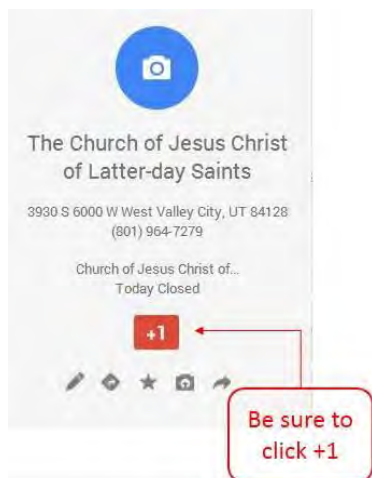 The Church of Jesus Christ
of Latter-day Saints
3930 S 6000 W West Valley City, UT 84128
(801) 964-7279
Church of Jesus Christ of...
Today Closed
+1
Be sure to
click +1